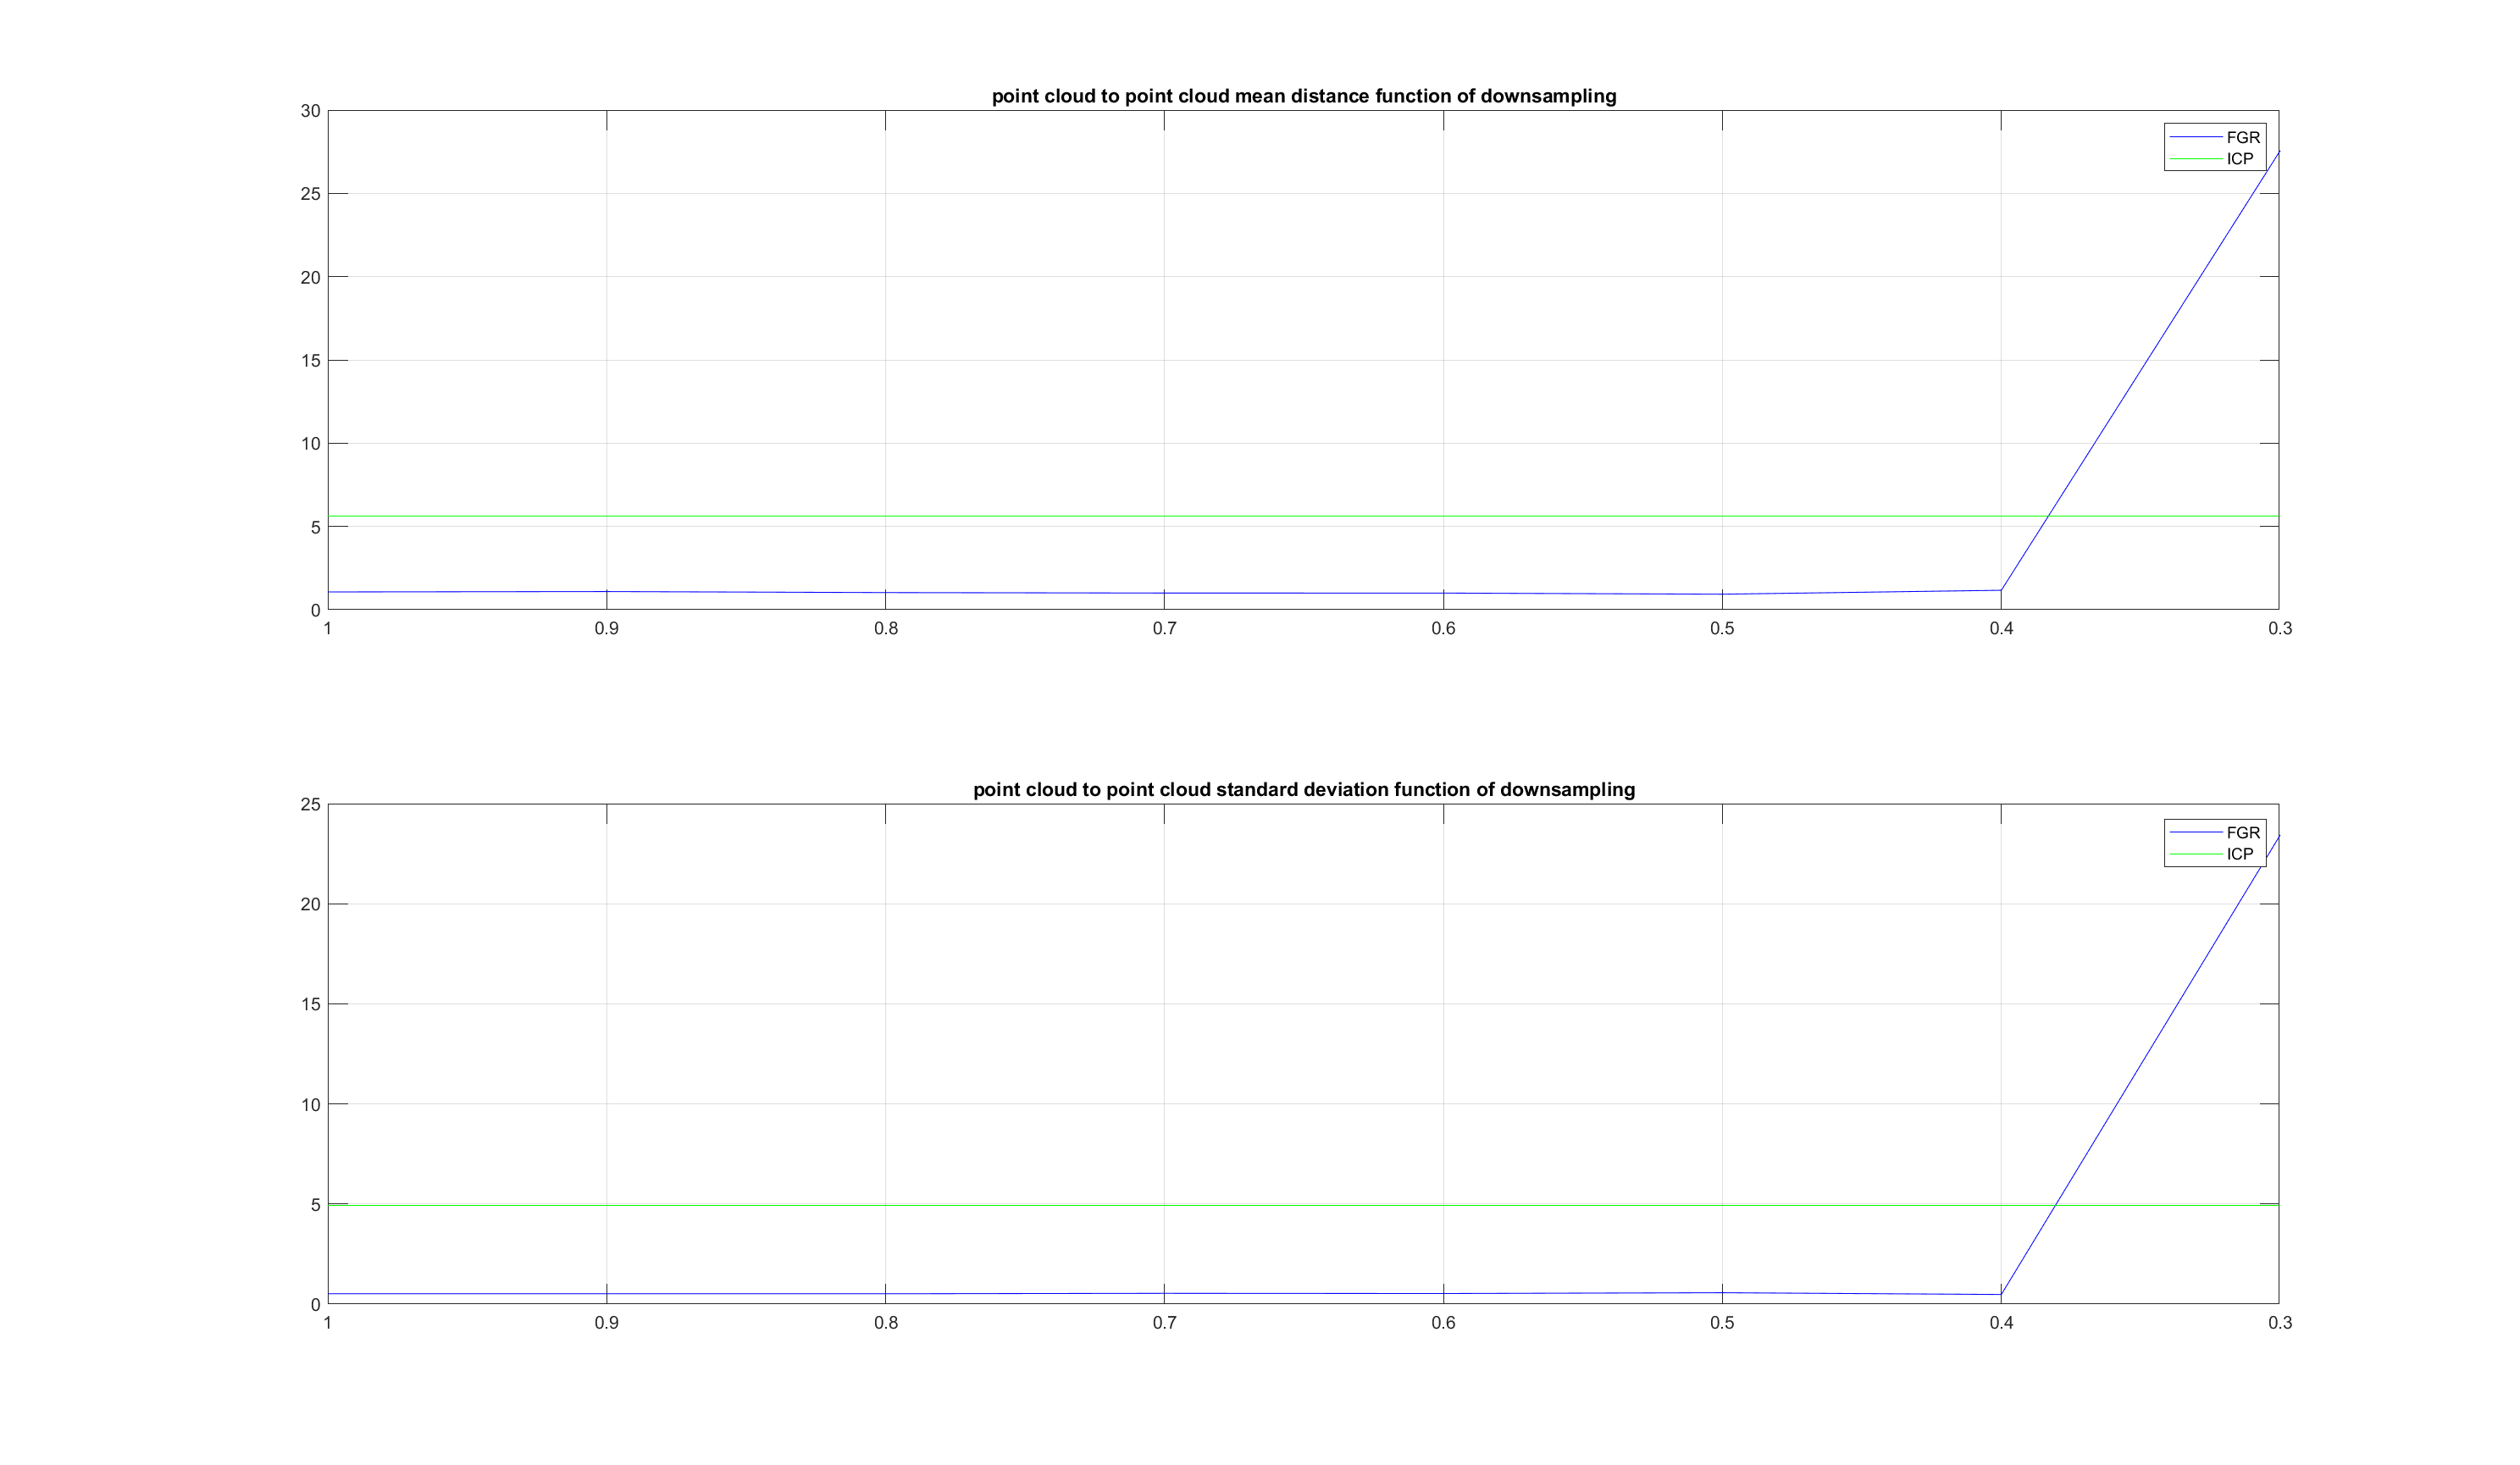 point cloud to point cloud mean distance function of downsampling
30
25
20
15
10
5
0
FGR
ICP
1 0.9 0.8 0.7 0.6 0.5 0.4 0.3
point cloud to point cloud standard deviation function of downsampling
25
20
15
10
5
0
FGR
ICP
1 0.9 0.8 0.7 0.6 0.5 0.4 0.3